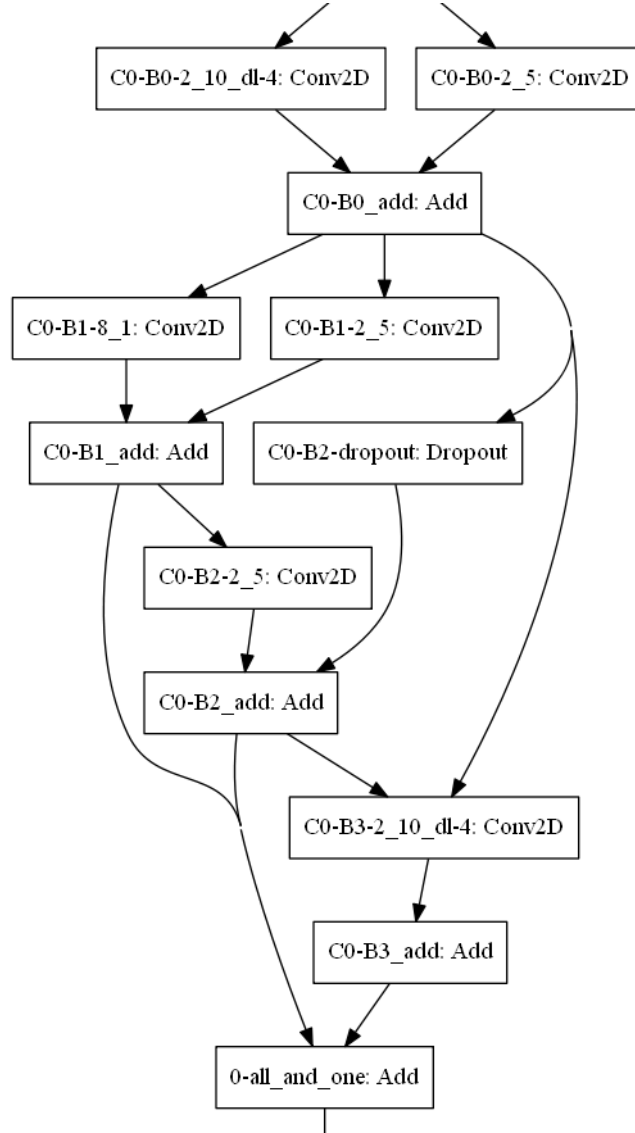 C0-B0-2_10_dl-4: Conv2D
C0-B0-2_5: Conv2D
C0-B0_add: Add
C0-B1-8_1: Conv2D
C0-B1-2_5: Conv2D
C0-B1_add: Add
C0-B2-dropout: Dropout
C0-B2-2_5: Conv2D
C0-B2_add: Add
C0-B3-2_10_dl-4: Conv2D
C0-B3_add: Add
0-all_and_one: Add